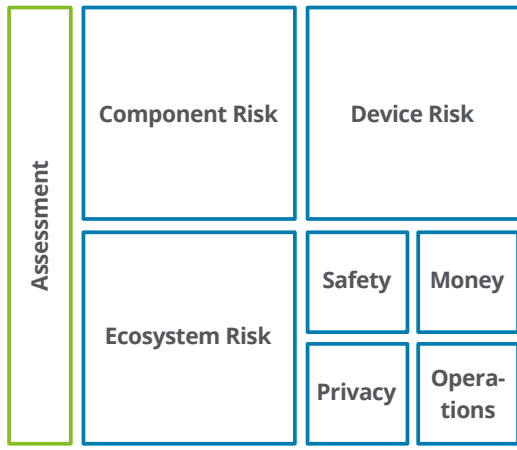 Assessment
Component Risk
Device Risk
Ecosystem Risk
Safety
Money
Privacy
Opera-
tions